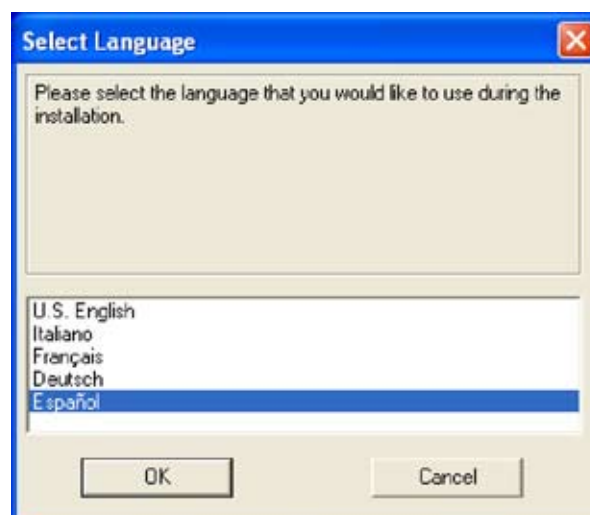 Select Language
Please select the language that you would like to use during the
installation.
U.S. English
Italiano
Français
Deutsch
Español
OK
Cancel